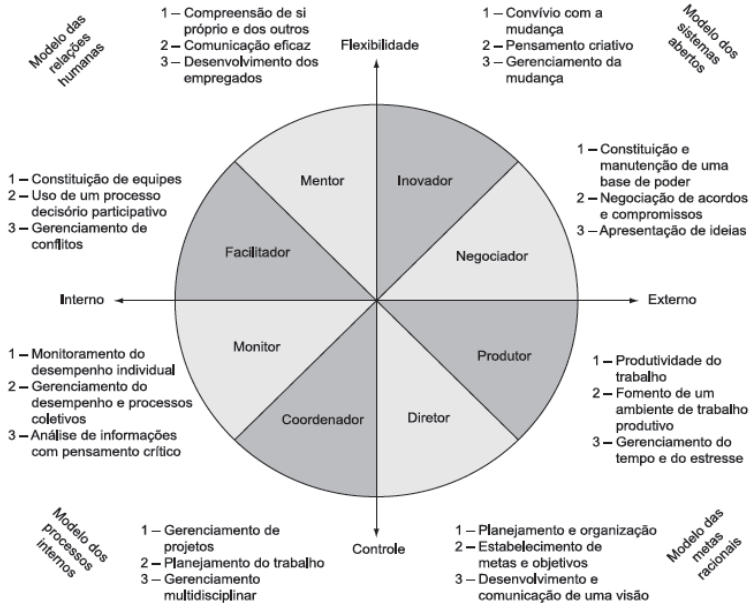 Modelo das
relações
humanas
1 – Compreensão de si
próprio e dos outros
2 – Comunicação eficaz
3 – Desenvolvimento dos
empregados
Flexibilidade
1 – Convívio com a
mudança
2 – Pensamento criativo
3 – Gerenciamento da
mudança
Modelo dos
sistemas
abertos
1 – Constituição de equipes
2 – Uso de um processo
decisório participativo
3 – Gerenciamento de
conflitos
Mentor
Inovador
Facilitador
Negociador
1 – Constituição e
manutenção de uma
base de poder
2 – Negociação de acordos
e compromissos
3 – Apresentação de ideias
Interno
Externo
1 – Monitoramento do
desempenho individual
2 – Gerenciamento do
desempenho e processos
coletivos
3 – Análise de informações
com pensamento crítico
Monitor
Produtor
Coordenador
Diretor
1 – Produtividade do
trabalho
2 – Fomento de um
ambiente de trabalho
produtivo
3 – Gerenciamento do
tempo e do estresse
Modelo dos
processos
internos
1 – Gerenciamento de
projetos
2 – Planejamento do trabalho
3 – Gerenciamento
multidisciplinar
Controle
1 – Planejamento e organização
2 – Estabelecimento de
metas e objetivos
3 – Desenvolvimento e
comunicação de uma visão
Modelo das
metas
racionais